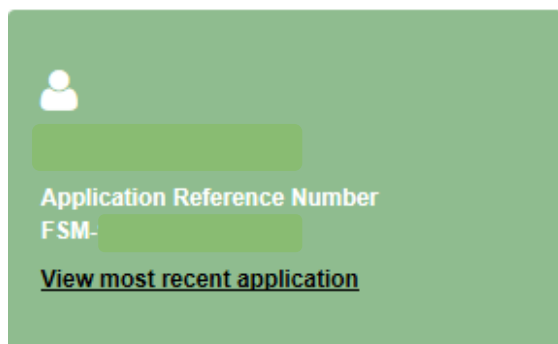 Application Reference Number
FSM-
View most recent application